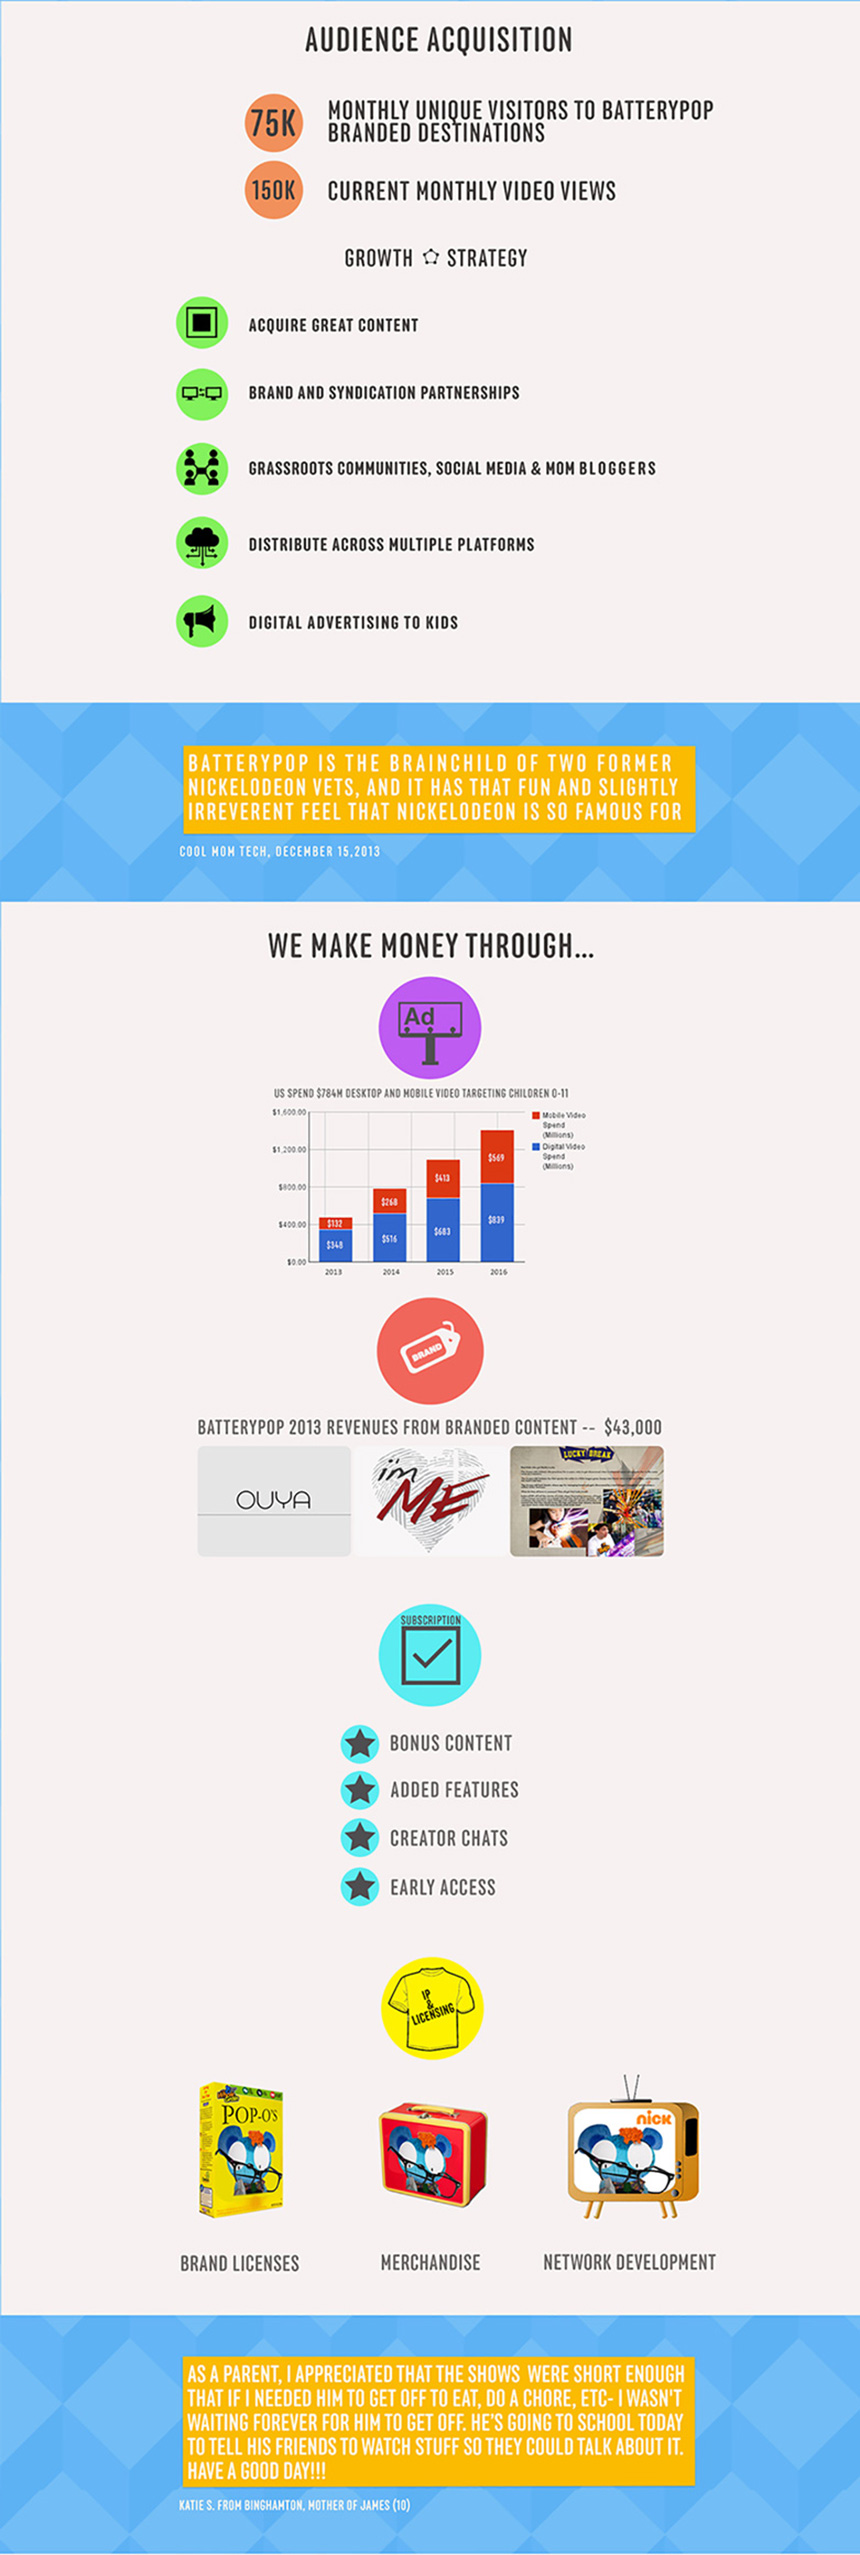 AUDIENCE ACQUISITION
75K
MONTHLY UNIQUE VISITORS TO BATTERYPOP
BRANDED DESTINATIONS
150K
CURRENT MONTHLY VIDEO VIEWS
GROWTH STRATEGY
ACQUIRE GREAT CONTENT
BRAND AND SYNDICATION PARTNERSHIPS
GRASSROOTS COMMUNITIES, SOCIAL MEDIA & MOM BLOGGERS
DISTRIBUTE ACROSS MULTIPLE PLATFORMS
DIGITAL ADVERTISING TO KIDS
BATTERYPOP IS THE BRAINCHILD OF TWO FORMER
NICKELODEON VETS, AND IT HAS THAT FUN AND SLIGHTLY
IRREVERENT FEEL THAT NICKELODEON IS SO FAMOUS FOR
COOL MOM TECH, DECEMBER 15,2013
WE MAKE MONEY THROUGH...
Ad
US SPEND $784M DESKTOP AND MOBILE VIDEO TARGETING CHILDREN 0-11
$1,600.00
$1,200.00
$800.00
$400.00
$0.00
$132
$348
$268
$516
$413
$683
$569
$839
2013 2014 2015 2016
Mobile Video
Spend
(Millions)
Digital Video
Spend
(Millions)
BRAND
BATTERYPOP 2013 REVENUES FROM BRANDED CONTENT -- $43,000
OUYA
i'm
ME
LUCKY BREAK
SUBSCRIPTION
BONUS CONTENT
ADDED FEATURES
CREATOR CHATS
EARLY ACCESS
IP
&
LICENSING
POP-O'S
nick
BRAND LICENSES
MERCHANDISE
NETWORK DEVELOPMENT
AS A PARENT, I APPRECIATED THAT THE SHOWS WERE SHORT ENOUGH
THAT IF I NEEDED HIM TO GET OFF TO EAT, DO A CHORE, ETC- I WASN'T
WAITING FOREVER FOR HIM TO GET OFF. HE'S GOING TO SCHOOL TODAY
TO TELL HIS FRIENDS TO WATCH STUFF SO THEY COULD TALK ABOUT IT.
HAVE A GOOD DAY!!!
KATIE S. FROM BINGHAMTON, MOTHER OF JAMES (10)